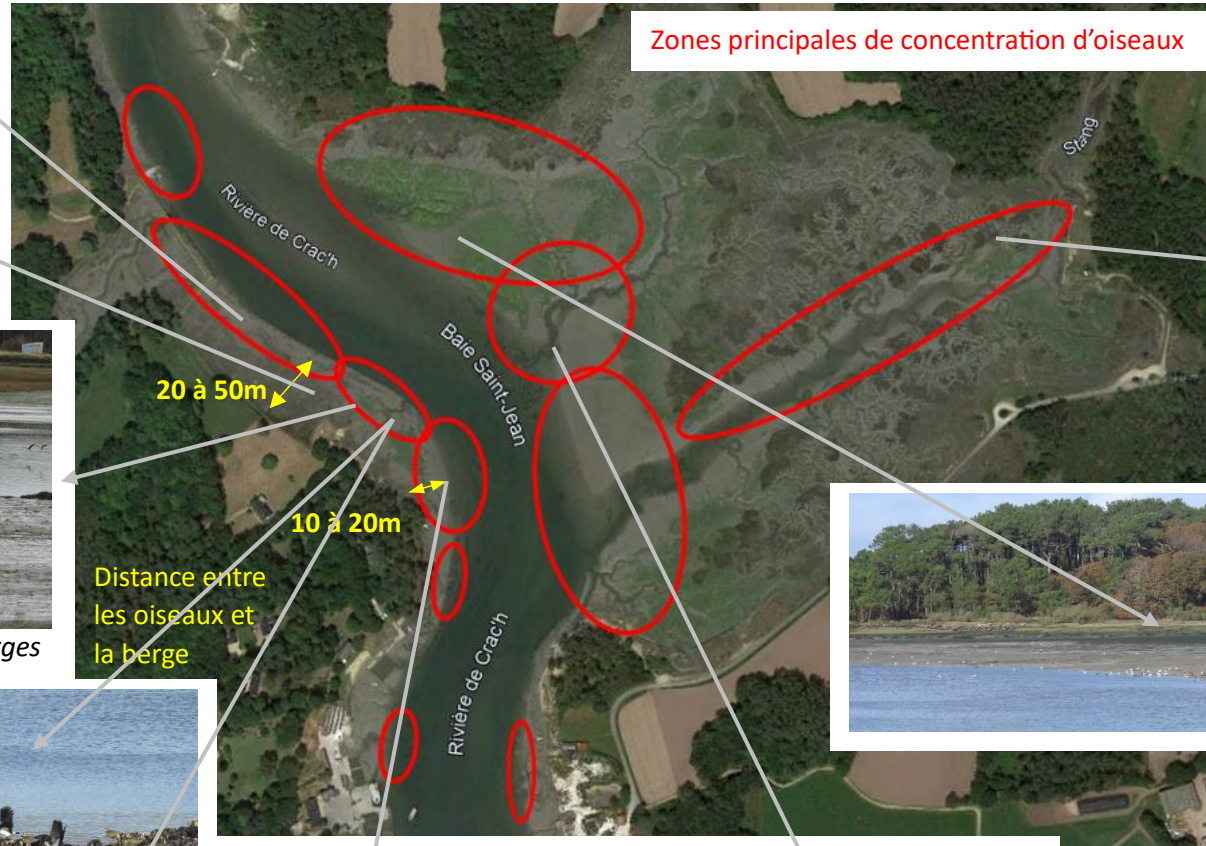 Zones principales de concentration d’oiseaux
Stang
Rivière de Crac'h
Baie Saint-Jean
20 à 50m
10 à 20m
Distance entre
les oiseaux et
la berge
Rivière de Crac'h